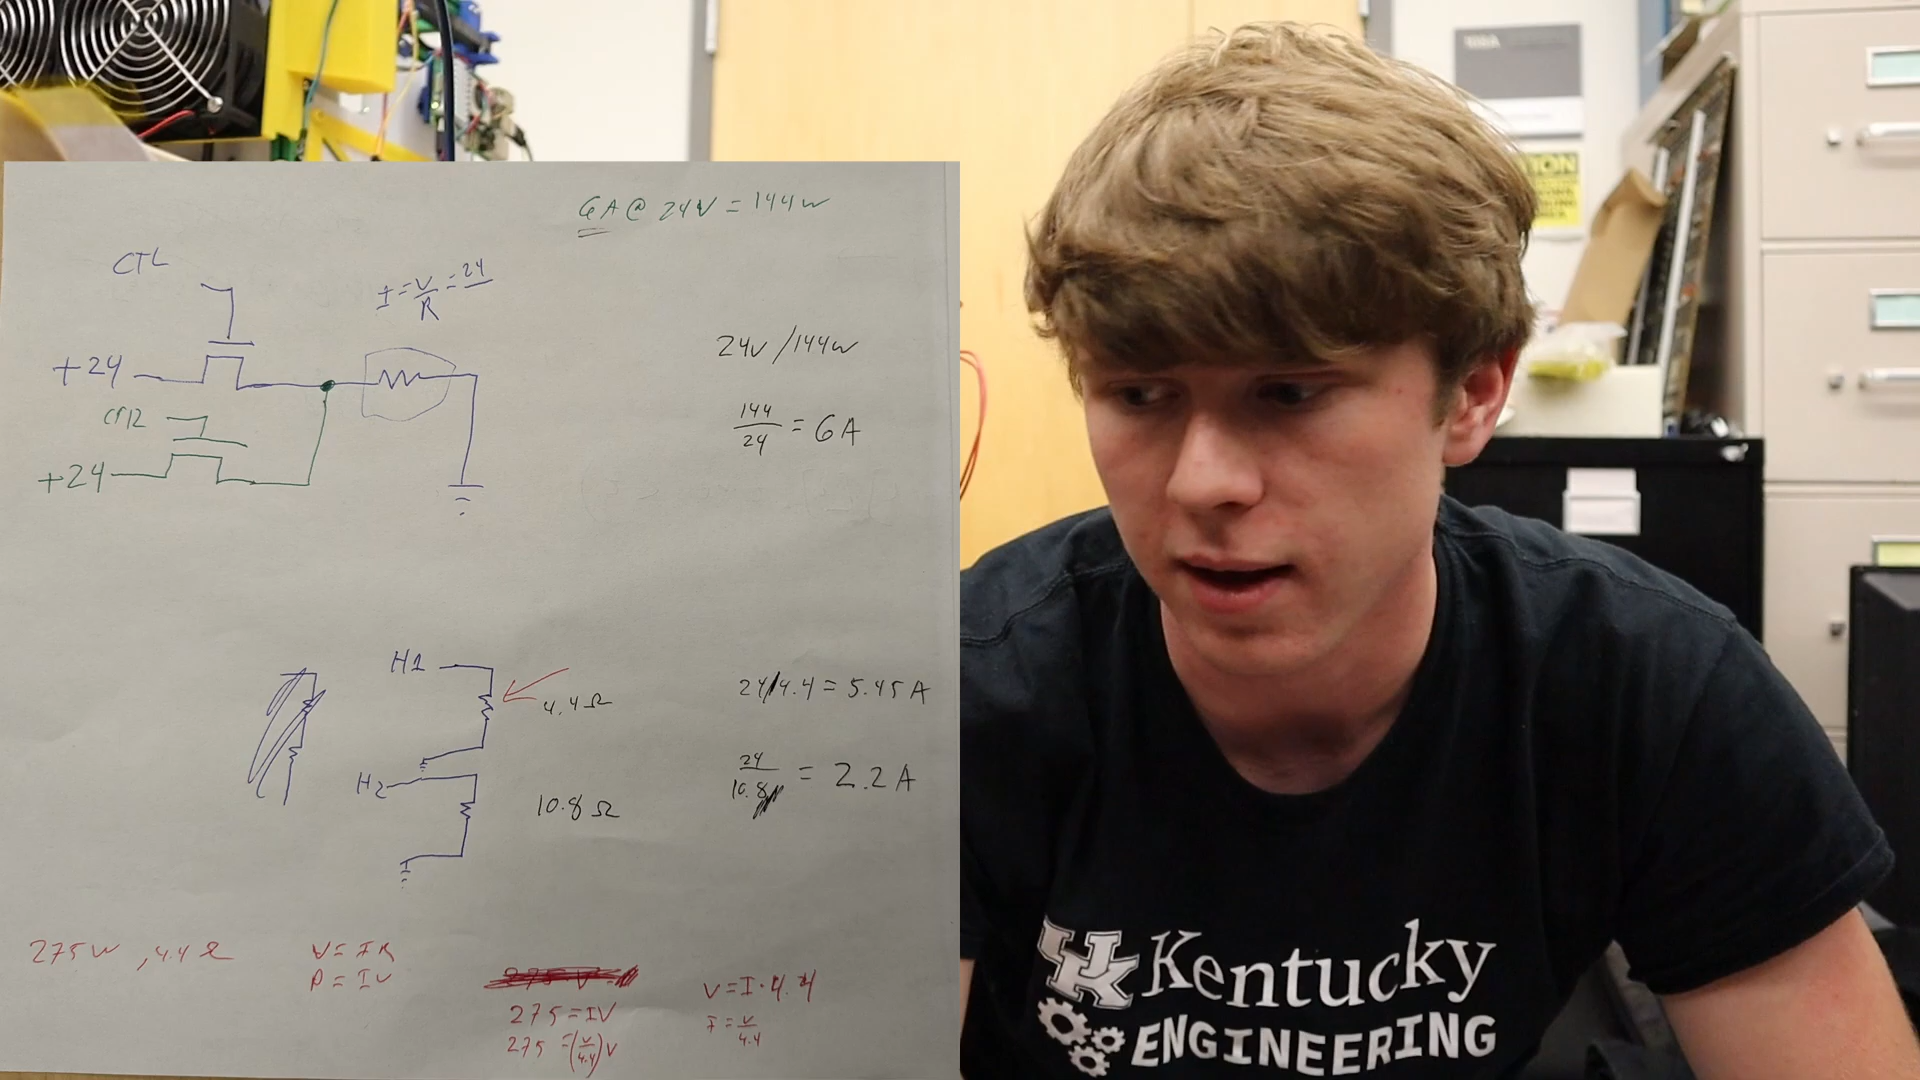 6A @ 24V = 144W
CTL
I = V/R = 24/
+24
24V/144W
144/24 = 6A
CTL2
+24
H1
4.4Ω
24/4.4 = 5.45A
H2
24/10.8 = 2.2A
10.8Ω
275W, 4.4Ω
V = IR
P = IV
275 = IV
275 = (V/4.4)V
V = I·4.4
I = V/4.4
UK Kentucky
ENGINEERING